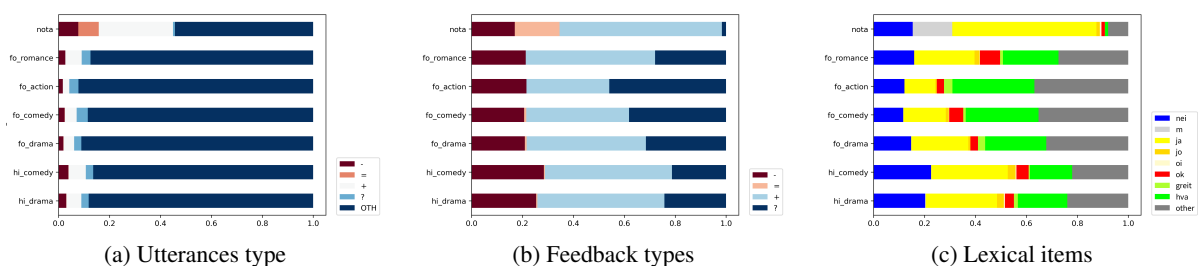 nota
fo_romance
fo_action
fo_comedy
fo_drama
hi_comedy
hi_drama
0.0 0.2 0.4 0.6 0.8 1.0
-
=
+
?
OTH
(a) Utterances type
nota
fo_romance
fo_action
fo_comedy
fo_drama
hi_comedy
hi_drama
0.0 0.2 0.4 0.6 0.8 1.0
-
=
+
?
(b) Feedback types
nota
fo_romance
fo_action
fo_comedy
fo_drama
hi_comedy
hi_drama
0.0 0.2 0.4 0.6 0.8 1.0
nei
m
ja
jo
oi
ok
greit
hva
other
(c) Lexical items